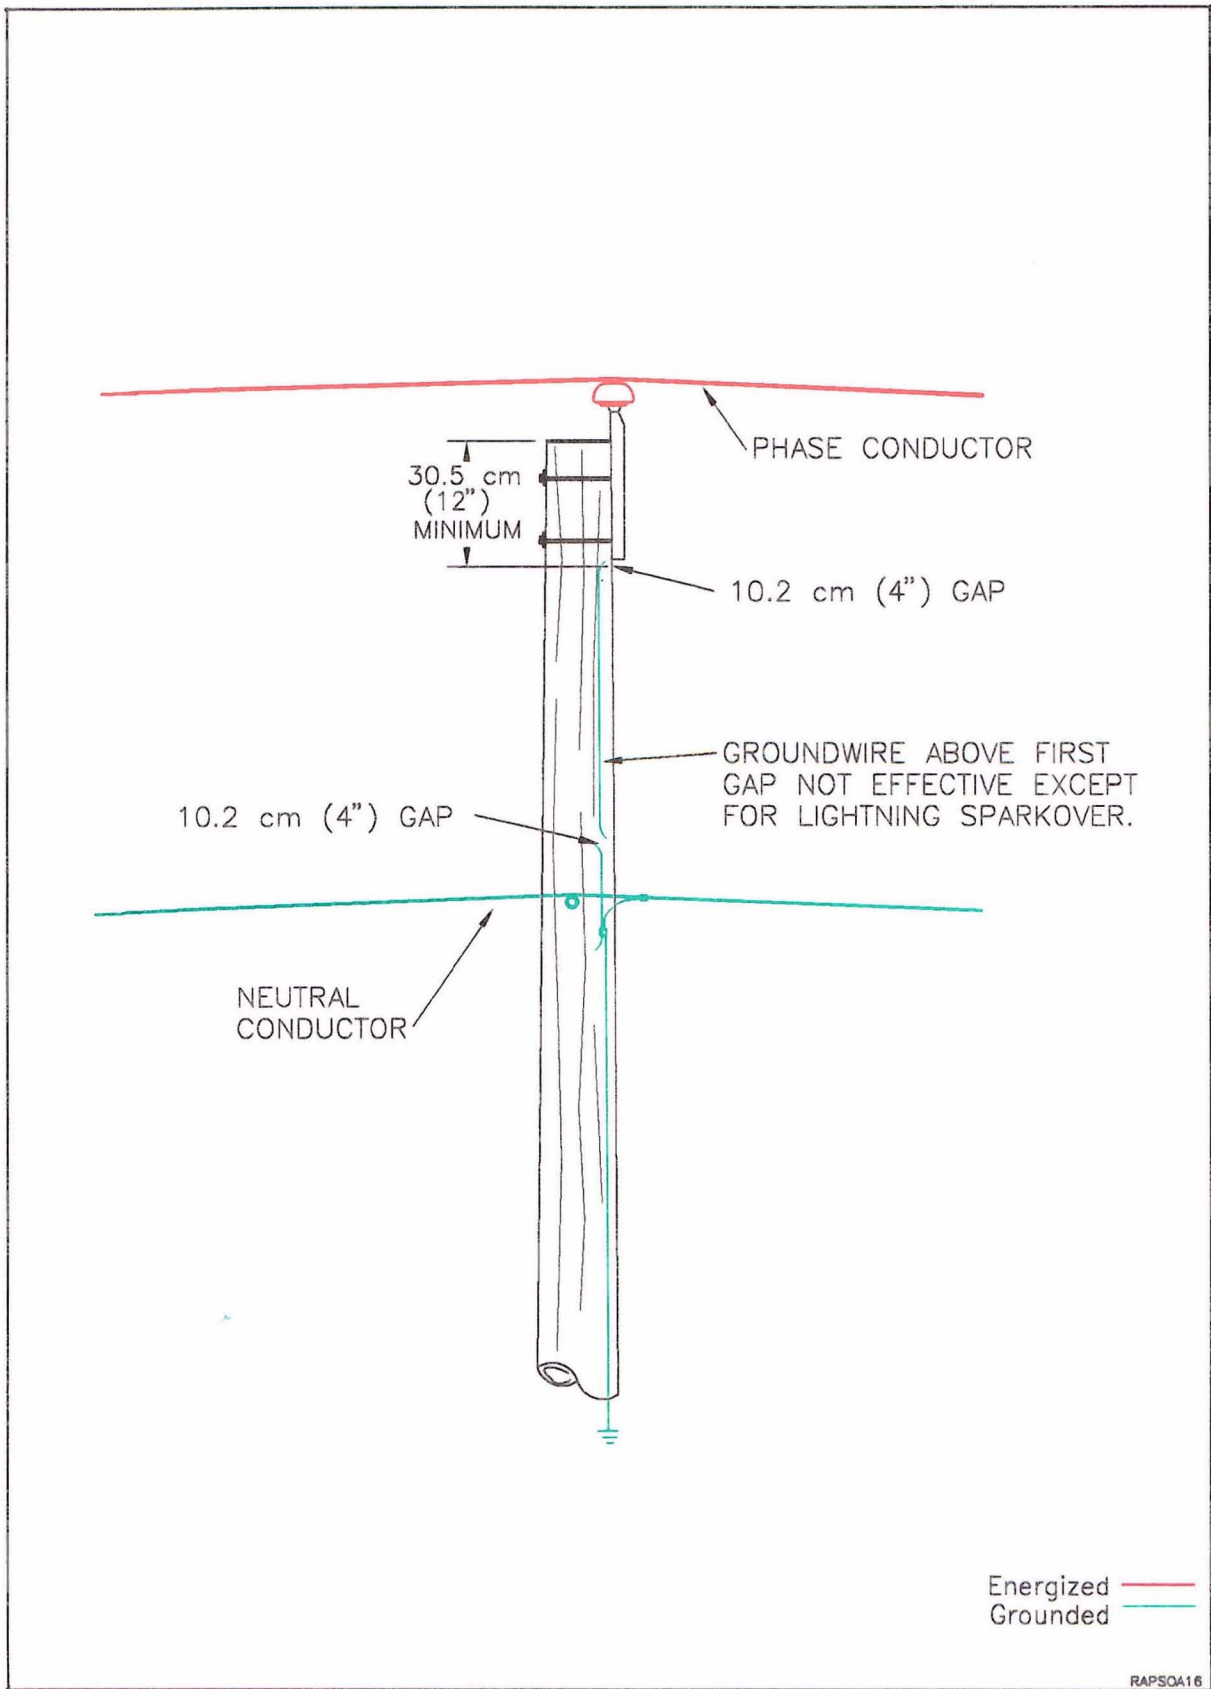 PHASE CONDUCTOR
30.5 cm
(12")
MINIMUM
10.2 cm (4") GAP
GROUNDWIRE ABOVE FIRST
GAP NOT EFFECTIVE EXCEPT
FOR LIGHTNING SPARKOVER.
10.2 cm (4") GAP
NEUTRAL
CONDUCTOR
Energized
Grounded
RAPSOA16